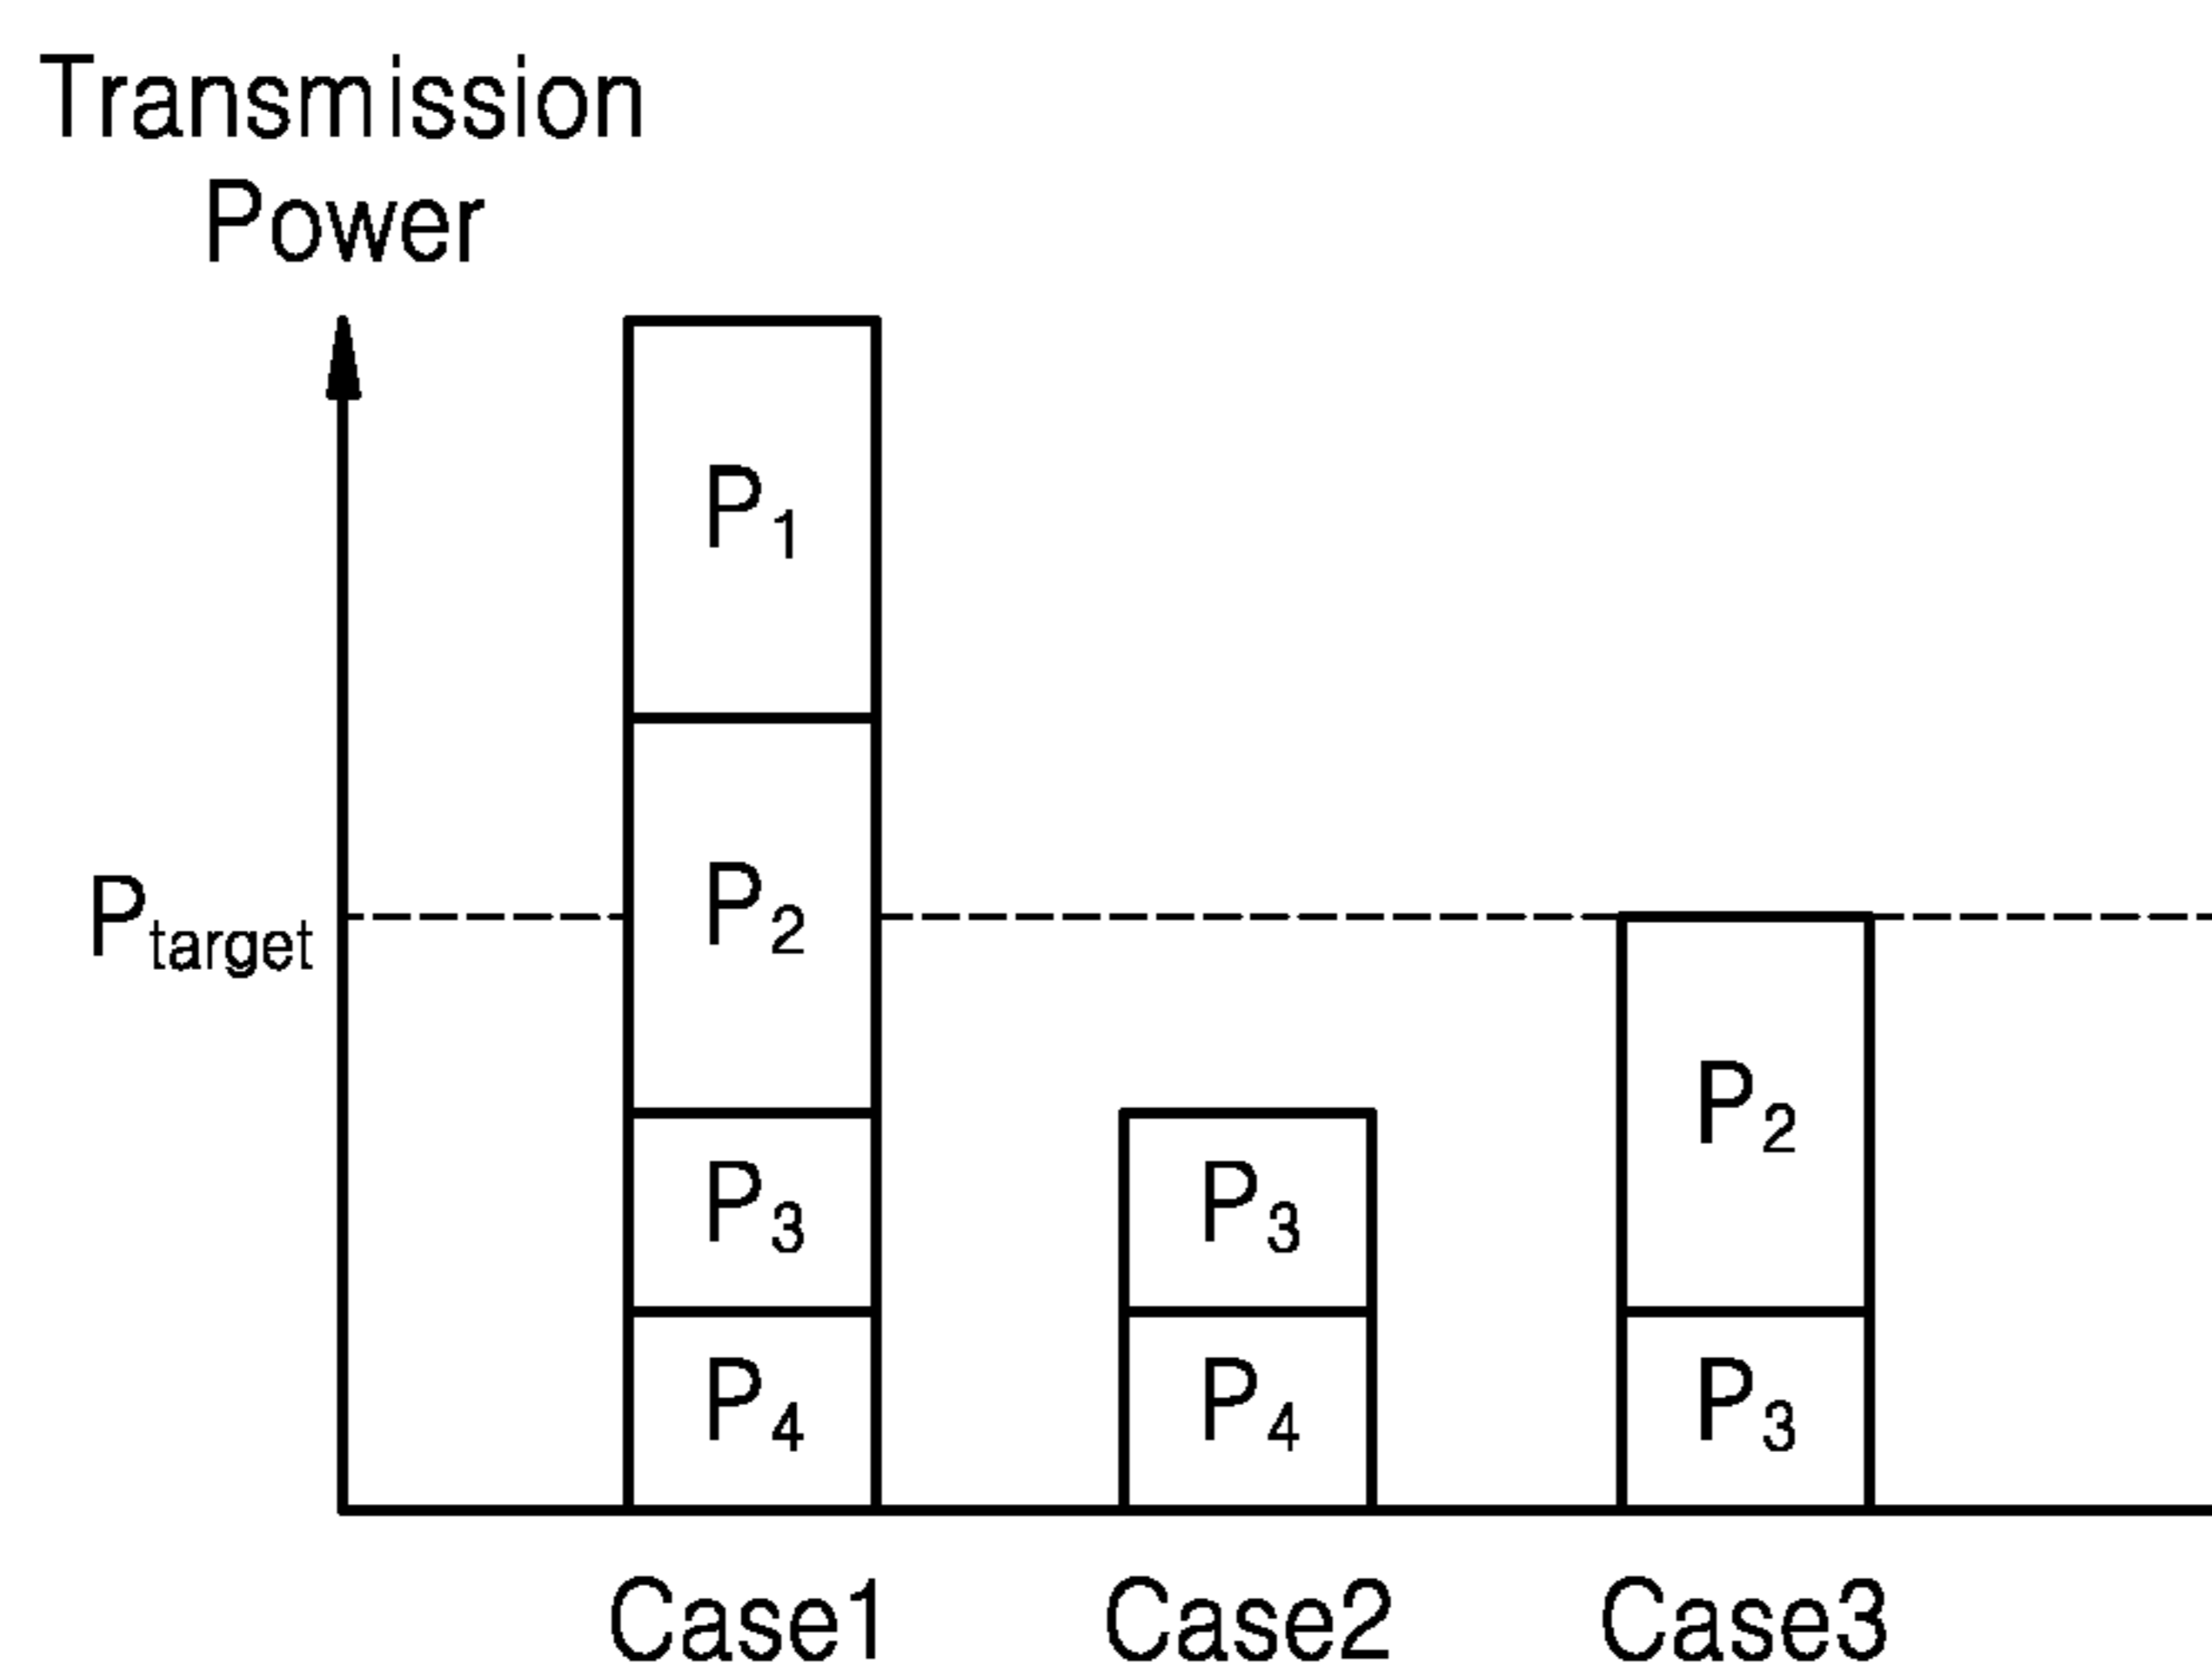 Transmission
Power
P1
P2
Ptarget
P2
P3
P3
P4
P4
P3
Case1 Case2 Case3